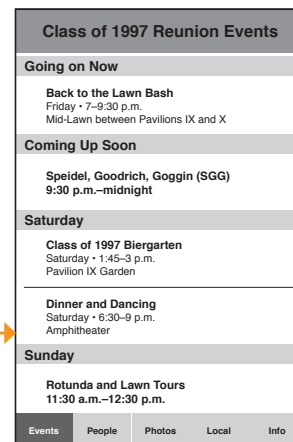 Class of 1997 Reunion Events
Going on Now
Back to the Lawn Bash
Friday • 7–9:30 p.m.
Mid-Lawn between Pavilions IX and X
Coming Up Soon
Speidel, Goodrich, Goggin (SGG)
9:30 p.m.–midnight
Saturday
Class of 1997 Biergarten
Saturday • 1:45–3 p.m.
Pavilion IX Garden
Dinner and Dancing
Saturday • 6:30–9 p.m.
Amphitheater
Sunday
Rotunda and Lawn Tours
11:30 a.m.–12:30 p.m.
Events People Photos Local Info